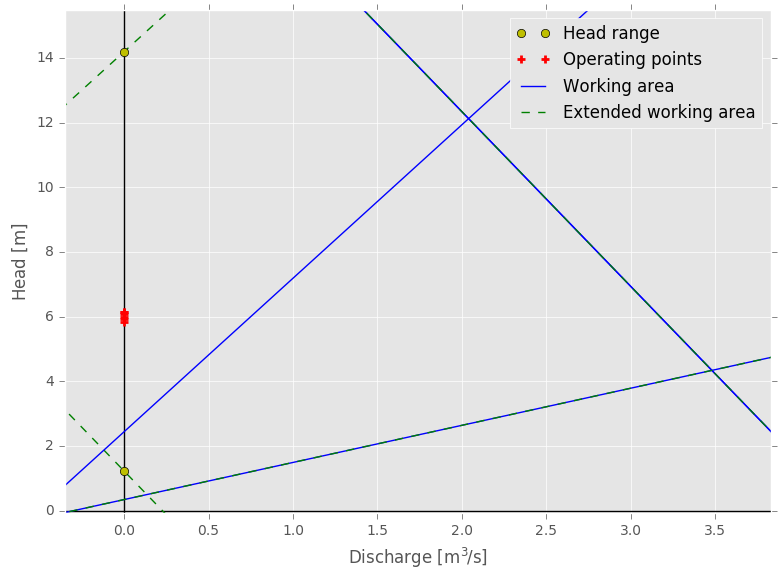 Head range
Operating points
Working area
Extended working area
14
12
10
8
6
4
2
0
Head [m]
0.0 0.5 1.0 1.5 2.0 2.5 3.0 3.5
Discharge [m³/s]